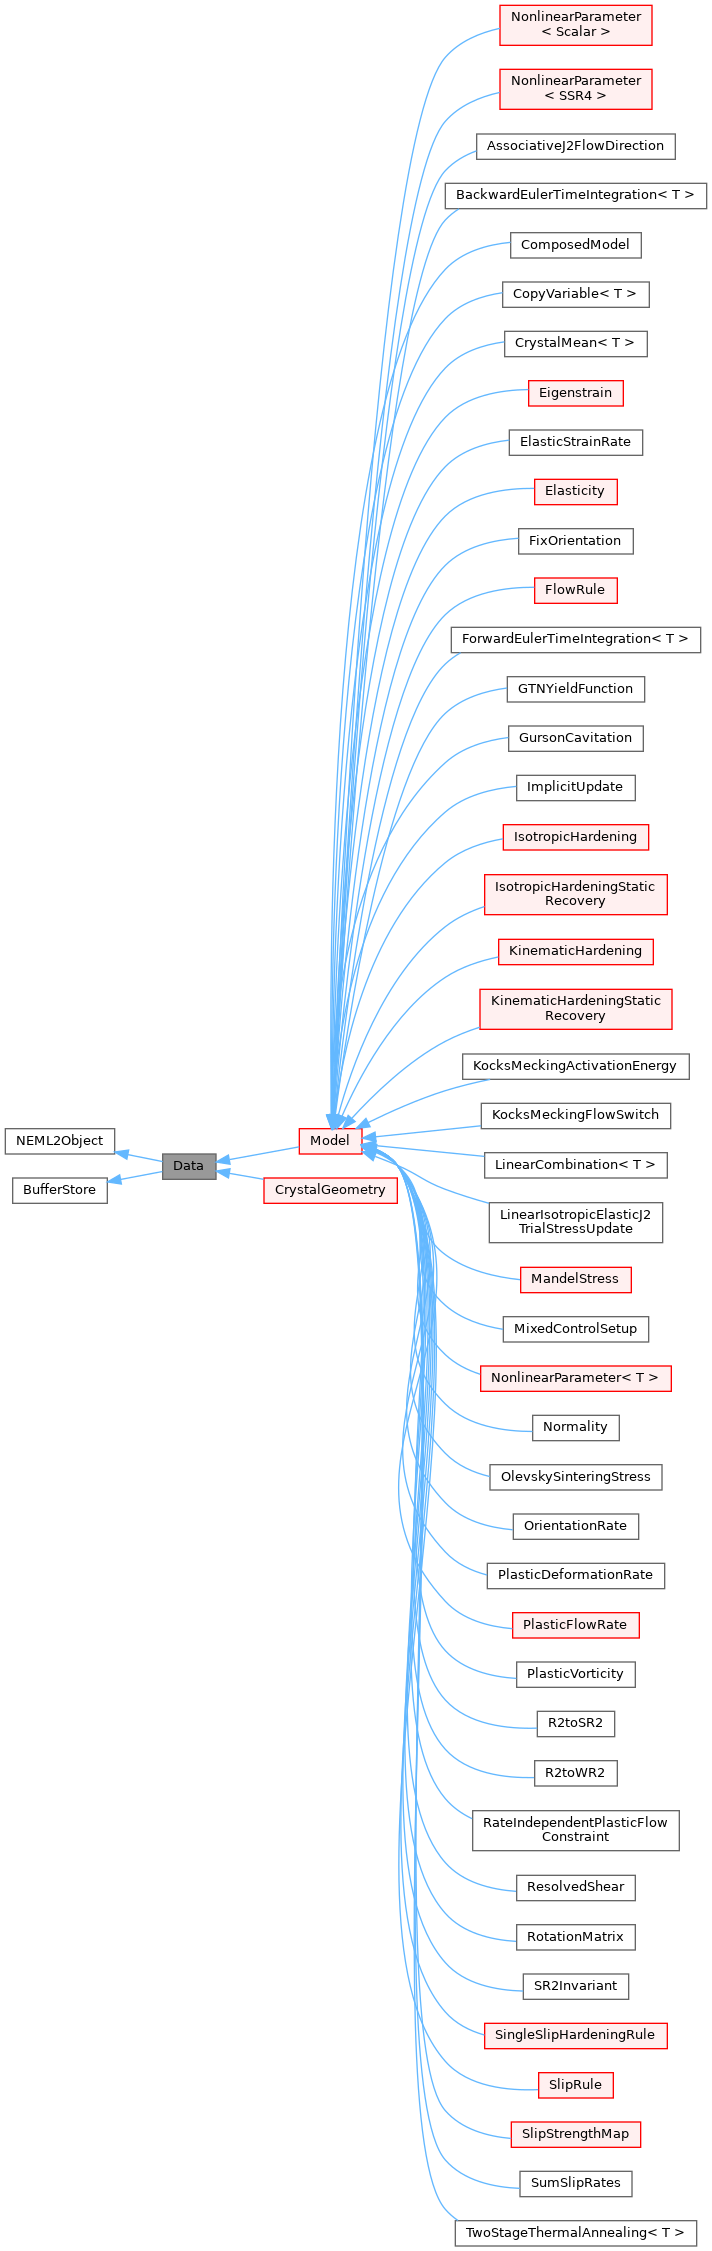 NonlinearParameter
< Scalar >
NonlinearParameter
< SSR4 >
AssociativeJ2FlowDirection
BackwardEulerTimeIntegration< T >
ComposedModel
CopyVariable< T >
CrystalMean< T >
Eigenstrain
ElasticStrainRate
Elasticity
FixOrientation
FlowRule
ForwardEulerTimeIntegration< T >
GTNYieldFunction
GursonCavitation
ImplicitUpdate
IsotropicHardening
IsotropicHardeningStatic
Recovery
KinematicHardening
KinematicHardeningStatic
Recovery
KocksMeckingActivationEnergy
KocksMeckingFlowSwitch
NEML2Object
Model
Data
LinearCombination< T >
BufferStore
CrystalGeometry
LinearIsotropicElasticJ2
TrialStressUpdate
MandelStress
MixedControlSetup
NonlinearParameter< T >
Normality
OlevskySinteringStress
OrientationRate
PlasticDeformationRate
PlasticFlowRate
PlasticVorticity
R2toSR2
R2toWR2
RateIndependentPlasticFlow
Constraint
ResolvedShear
RotationMatrix
SR2Invariant
SingleSlipHardeningRule
SlipRule
SlipStrengthMap
SumSlipRates
TwoStageThermalAnnealing< T >